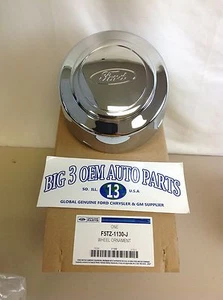 Ford
BIG 3 OEM AUTO PARTS
SO. ILL. 13 U.S.A.
GLOBAL GENUINE FORD CHRYSLER & GM SUPPLIER
ONE
F5TZ-1130-J
WHEEL ORNAMENT